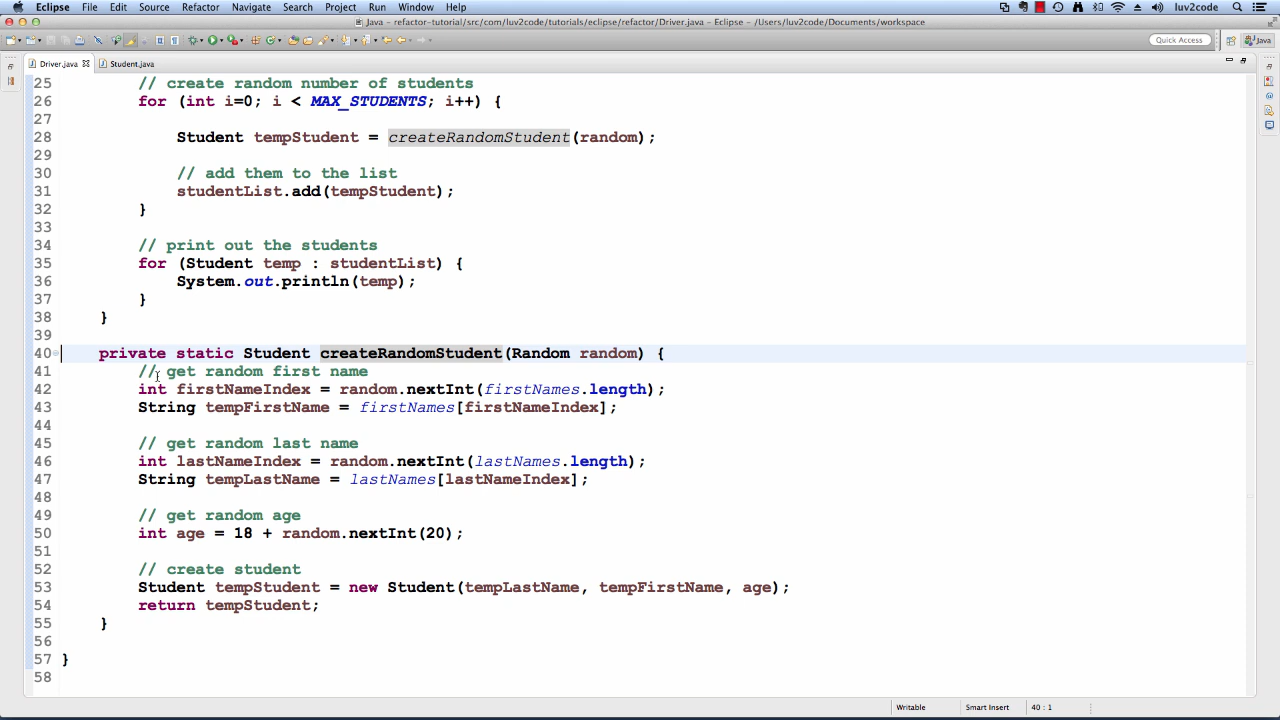 Eclipse File Edit Source Refactor Navigate Search Project Run Window Help luv2code
Java - refactor-tutorial/src/com/luv2code/tutorials/eclipse/refactor/Driver.java - Eclipse - /Users/luv2code/Documents/workspace
Quick Access Java
Driver.java Student.java
25 // create random number of students
26 for (int i=0; i < MAX_STUDENTS; i++) {
27
28 Student tempStudent = createRandomStudent(random);
29
30 // add them to the list
31 studentList.add(tempStudent);
32 }
33
34 // print out the students
35 for (Student temp : studentList) {
36 System.out.println(temp);
37 }
38 }
39
40 private static Student createRandomStudent(Random random) {
41 // get random first name
42 int firstNameIndex = random.nextInt(firstNames.length);
43 String tempFirstName = firstNames[firstNameIndex];
44
45 // get random last name
46 int lastNameIndex = random.nextInt(lastNames.length);
47 String tempLastName = lastNames[lastNameIndex];
48
49 // get random age
50 int age = 18 + random.nextInt(20);
51
52 // create student
53 Student tempStudent = new Student(tempLastName, tempFirstName, age);
54 return tempStudent;
55 }
56
57 }
58
Writable Smart Insert 40 : 1